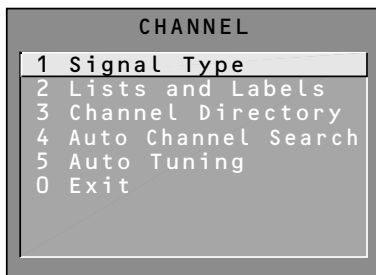 CHANNEL
1 Signal Type
2 Lists and Labels
3 Channel Directory
4 Auto Channel Search
5 Auto Tuning
0 Exit